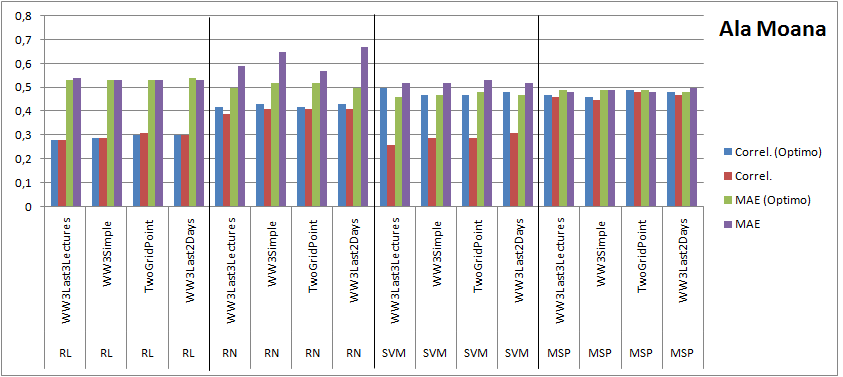 Ala Moana
0,8
0,7
0,6
0,5
0,4
0,3
0,2
0,1
0
WW3Last3Lectures
WW3Simple
TwoGridPoint
WW3Last2Days
WW3Last3Lectures
WW3Simple
TwoGridPoint
WW3Last2Days
WW3Last3Lectures
WW3Simple
TwoGridPoint
WW3Last2Days
WW3Last3Lectures
WW3Simple
TwoGridPoint
WW3Last2Days
RL RL RL RL RN RN RN RN SVM SVM SVM SVM MSP MSP MSP MSP
Correl. (Optimo)
Correl.
MAE (Optimo)
MAE